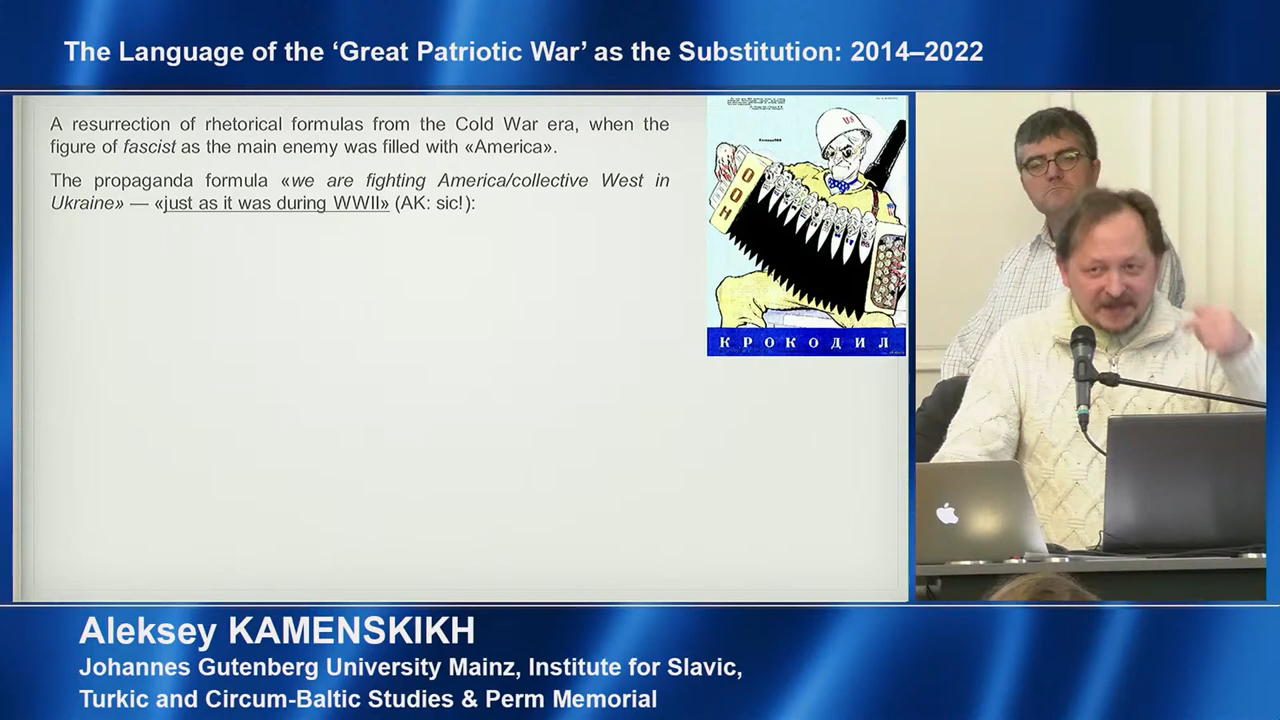 The Language of the ‘Great Patriotic War’ as the Substitution: 2014–2022
A resurrection of rhetorical formulas from the Cold War era, when the
figure of fascist as the main enemy was filled with «America».
The propaganda formula «we are fighting America/collective West in
Ukraine» — «just as it was during WWII» (AK: sic!):
US
ООН
КРОКОДИЛ
Aleksey KAMENSKIKH
Johannes Gutenberg University Mainz, Institute for Slavic,
Turkic and Circum-Baltic Studies & Perm Memorial